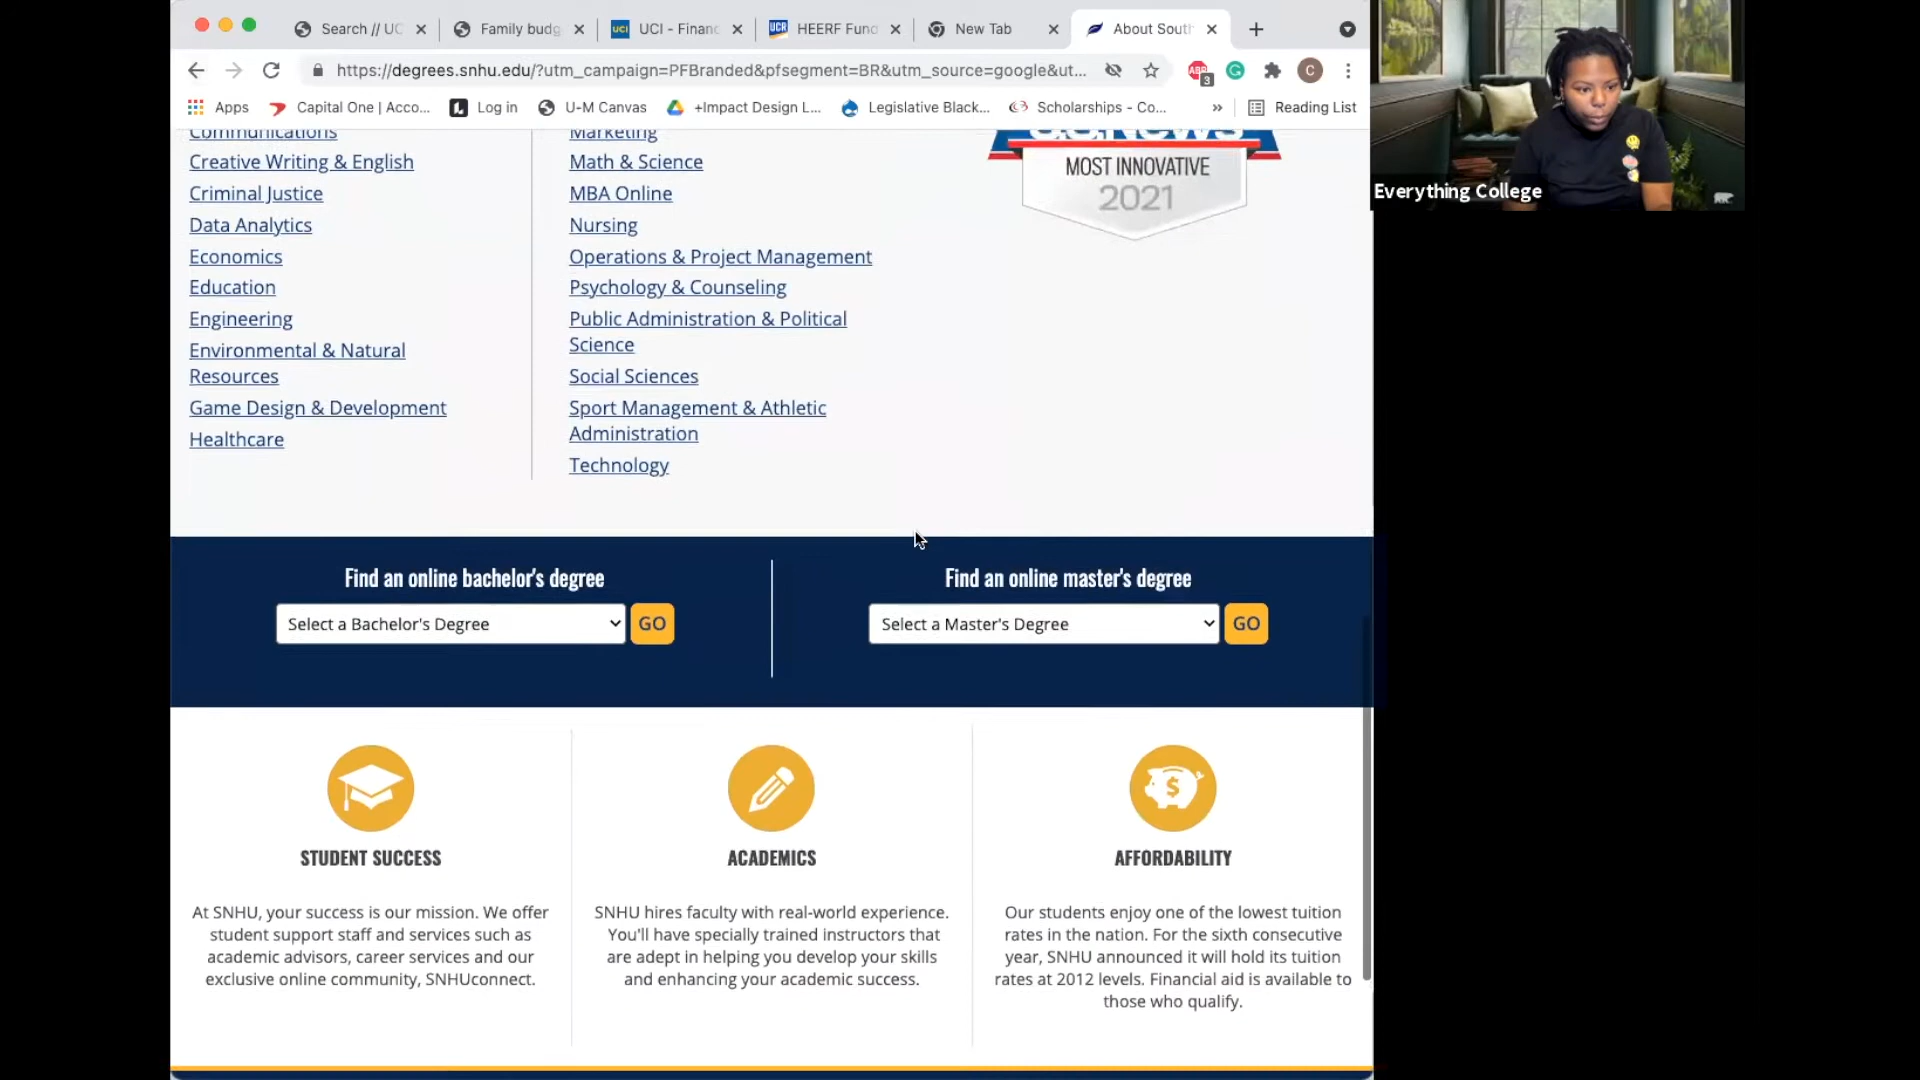 Search // UC
Family budg
UCI
UCI - Financ
UCR
HEERF Fund
New Tab
About South
https://degrees.snhu.edu/?utm_campaign=PFBranded&pfsegment=BR&utm_source=google&ut...
ABP
3
G
C
Apps
Capital One | Acco...
Log in
U-M Canvas
+Impact Design L...
Legislative Black...
Scholarships - Co...
»
Reading List
Communications
Creative Writing & English
Criminal Justice
Data Analytics
Economics
Education
Engineering
Environmental & Natural
Resources
Game Design & Development
Healthcare
Marketing
Math & Science
MBA Online
Nursing
Operations & Project Management
Psychology & Counseling
Public Administration & Political
Science
Social Sciences
Sport Management & Athletic
Administration
Technology
U.S.News
MOST INNOVATIVE
2021
Everything College
Find an online bachelor's degree
Select a Bachelor's Degree
GO
Find an online master's degree
Select a Master's Degree
GO
STUDENT SUCCESS
At SNHU, your success is our mission. We offer
student support staff and services such as
academic advisors, career services and our
exclusive online community, SNHUconnect.
ACADEMICS
SNHU hires faculty with real-world experience.
You'll have specially trained instructors that
are adept in helping you develop your skills
and enhancing your academic success.
$
AFFORDABILITY
Our students enjoy one of the lowest tuition
rates in the nation. For the sixth consecutive
year, SNHU announced it will hold its tuition
rates at 2012 levels. Financial aid is available to
those who qualify.